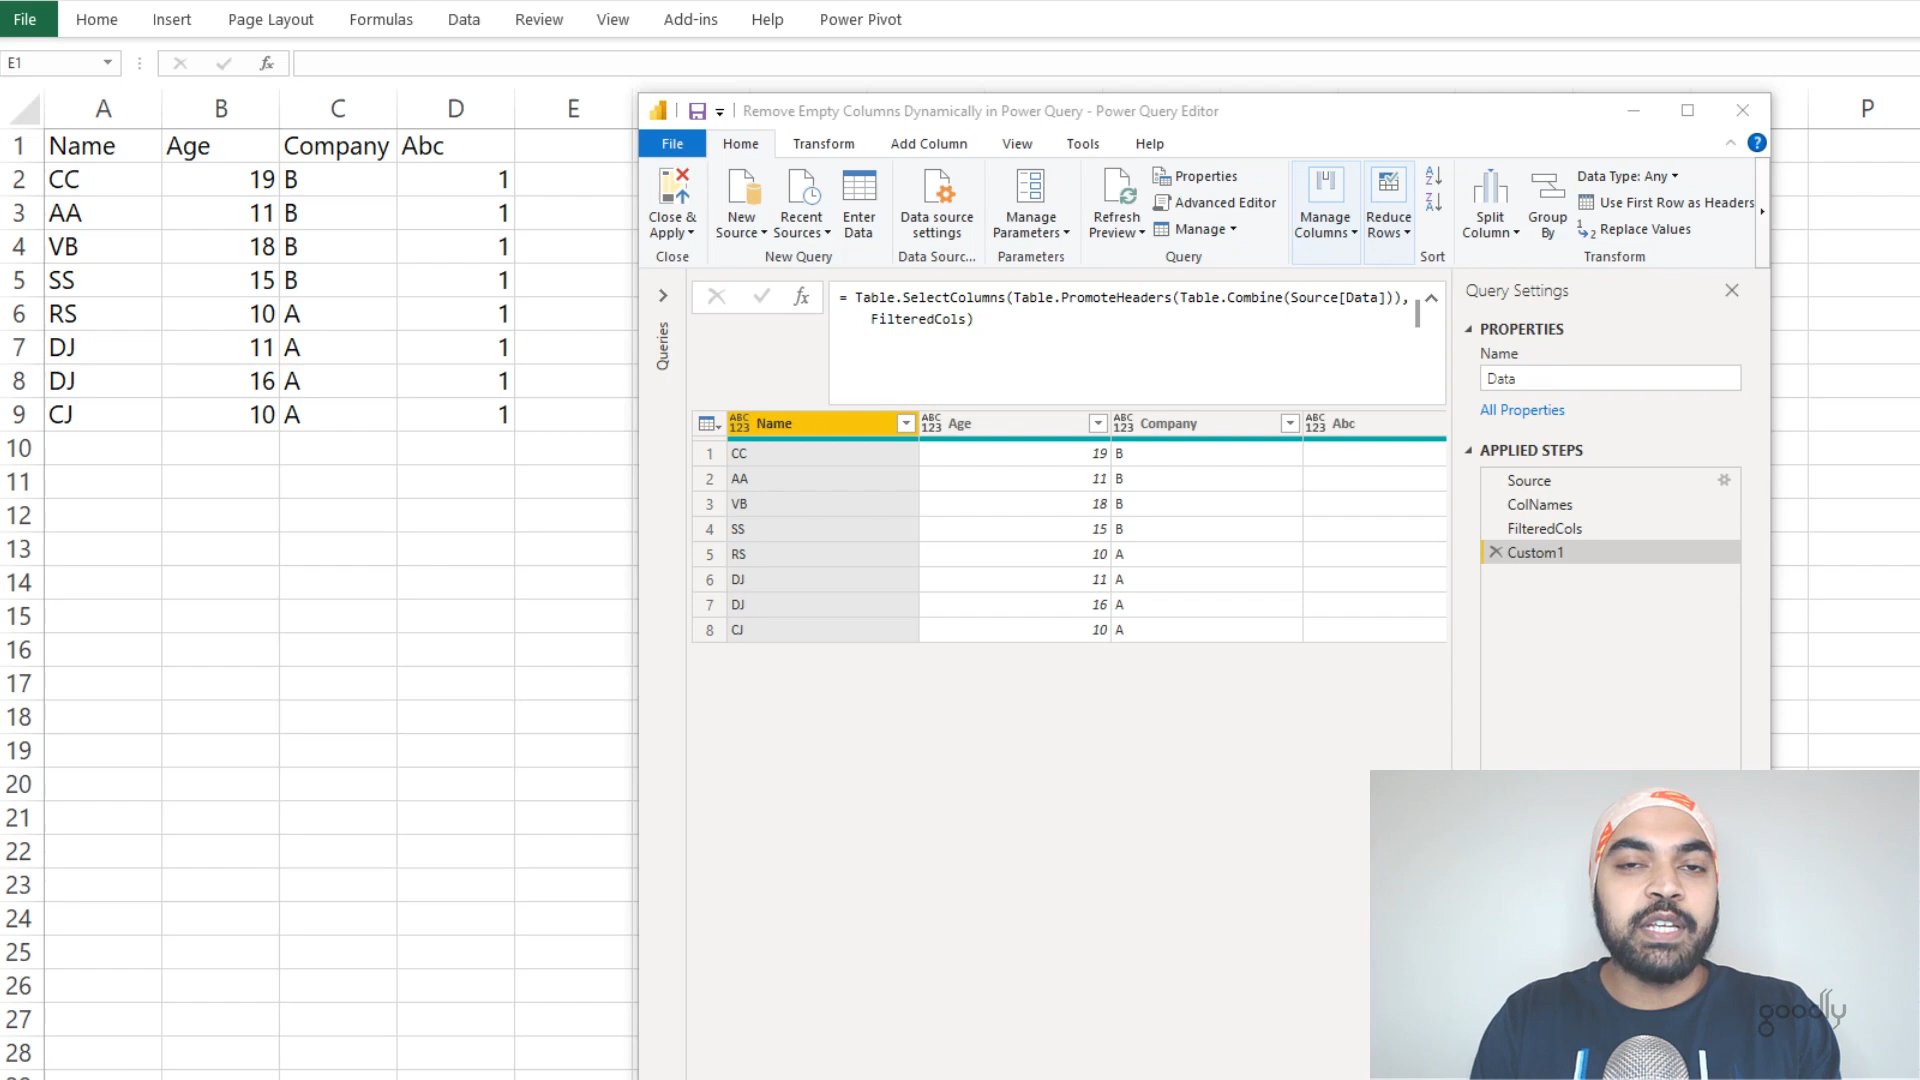 File Home Insert Page Layout Formulas Data Review View Add-ins Help Power Pivot
E1 fx
A B C D E P
1 Name Age Company Abc
2 CC 19 B 1
3 AA 11 B 1
4 VB 18 B 1
5 SS 15 B 1
6 RS 10 A 1
7 DJ 11 A 1
8 DJ 16 A 1
9 CJ 10 A 1
10
11
12
13
14
15
16
17
18
19
20
21
22
23
24
25
26
27
28
Remove Empty Columns Dynamically in Power Query - Power Query Editor
File Home Transform Add Column View Tools Help
Close & Apply
Close
New Source
Recent Sources
Enter Data
New Query
Data source settings
Data Sourc...
Manage Parameters
Parameters
Refresh Preview
Properties
Advanced Editor
Manage
Query
Manage Columns
Reduce Rows
Sort
Split Column
Group By
Data Type: Any
Use First Row as Headers
Replace Values
Transform
Queries
fx
= Table.SelectColumns(Table.PromoteHeaders(Table.Combine(Source[Data])),
FilteredCols)
ABC 123 Name ABC 123 Age ABC 123 Company ABC 123 Abc
1 CC 19 B
2 AA 11 B
3 VB 18 B
4 SS 15 B
5 RS 10 A
6 DJ 11 A
7 DJ 16 A
8 CJ 10 A
Query Settings
PROPERTIES
Name
Data
All Properties
APPLIED STEPS
Source
ColNames
FilteredCols
Custom1
goodly